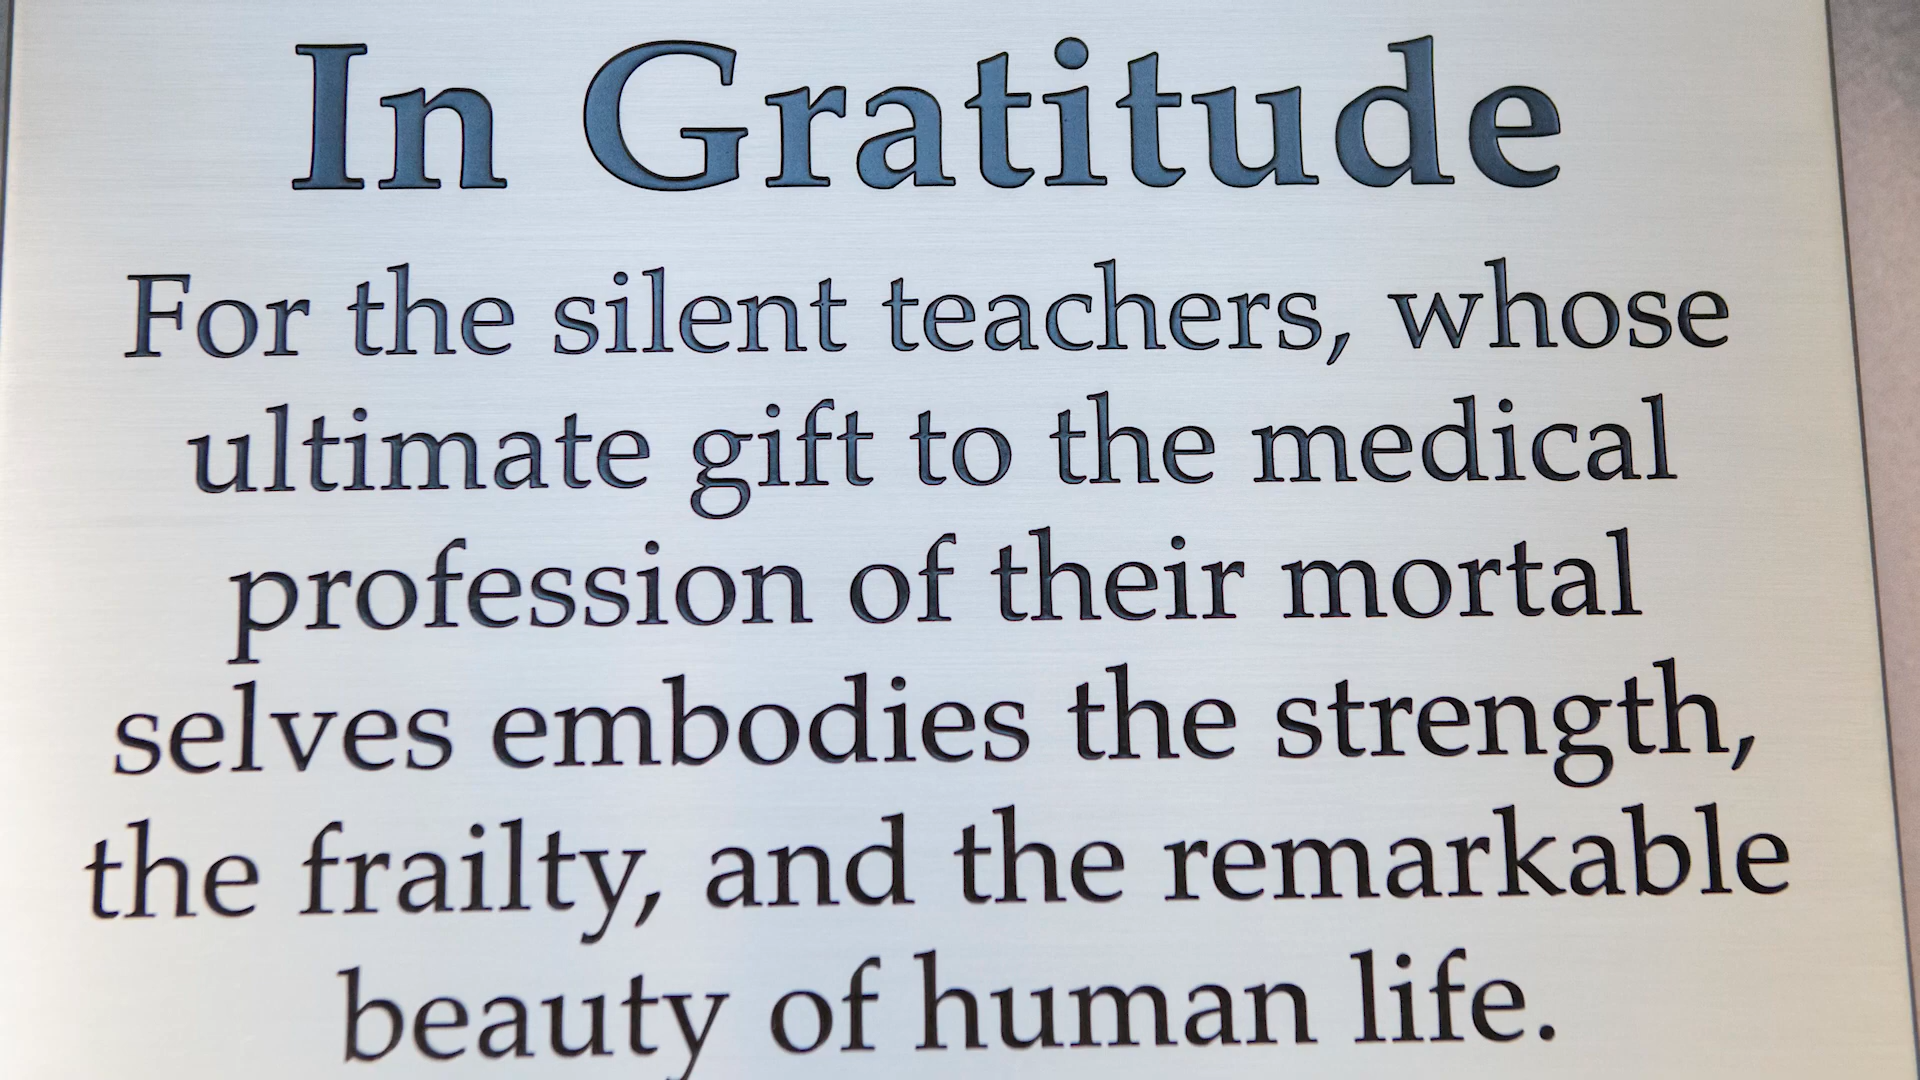 In Gratitude
For the silent teachers, whose
ultimate gift to the medical
profession of their mortal
selves embodies the strength,
the frailty, and the remarkable
beauty of human life.